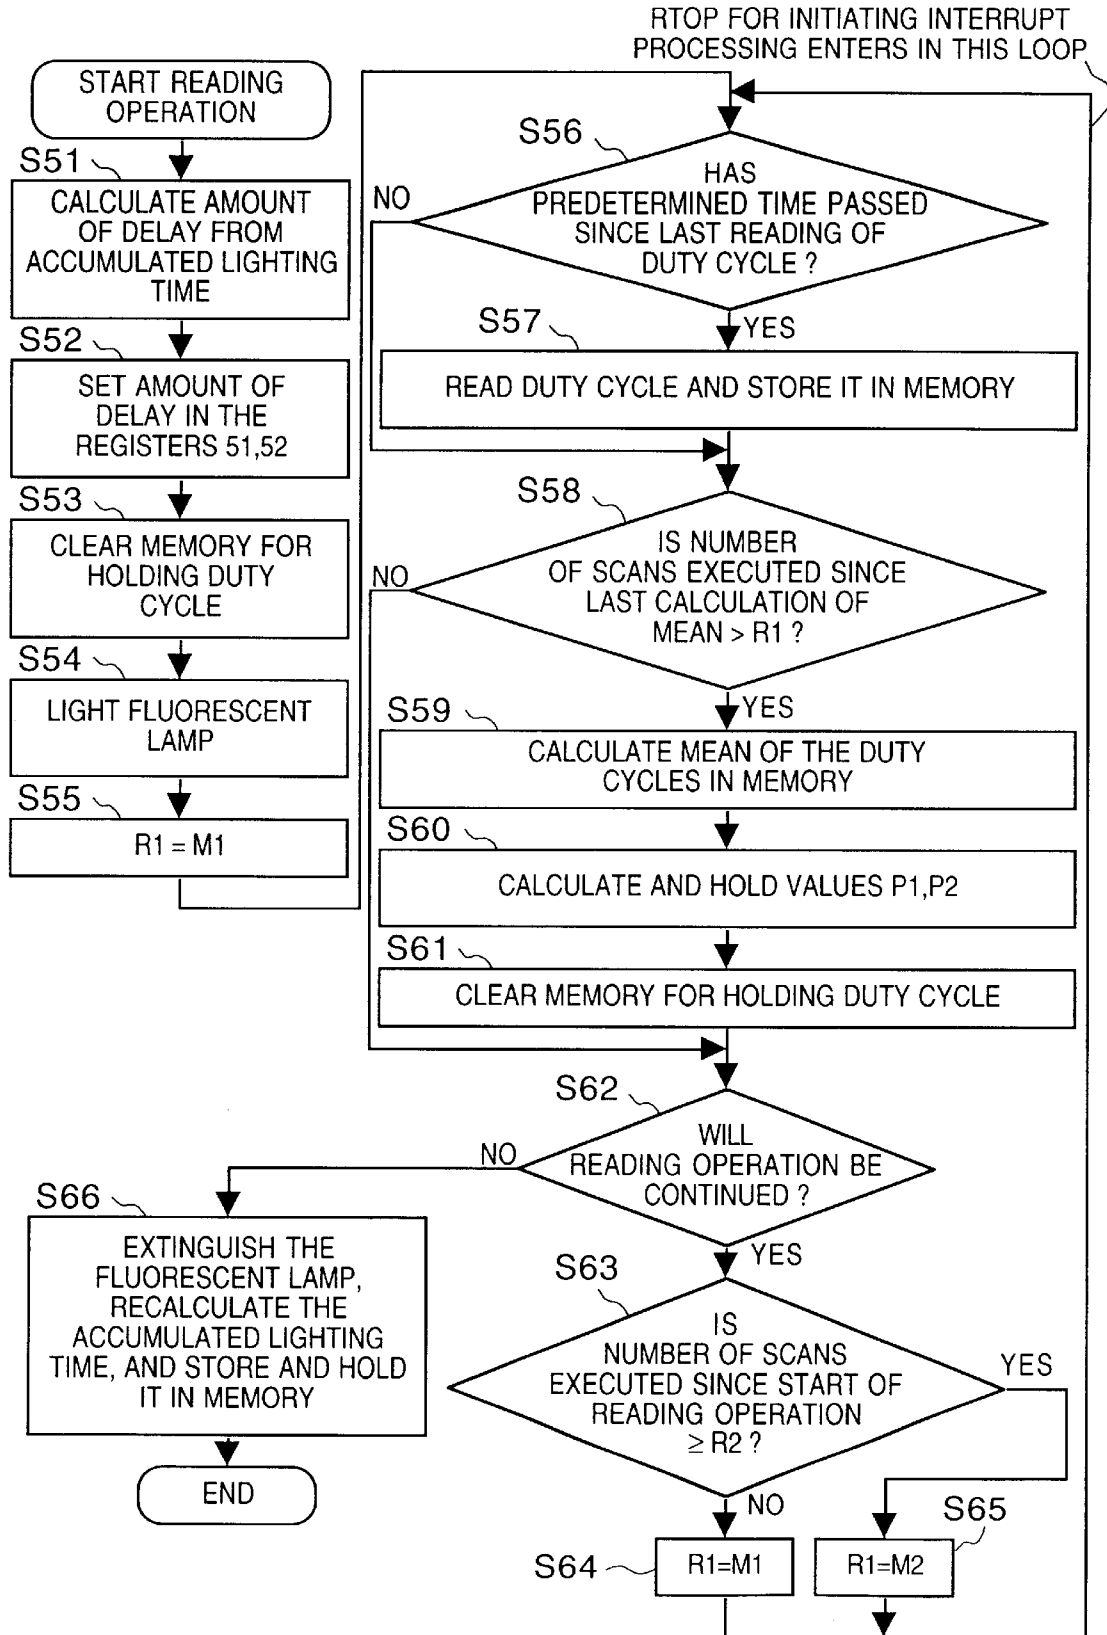 RTOP FOR INITIATING INTERRUPT
PROCESSING ENTERS IN THIS LOOP
START READING
OPERATION
S51
CALCULATE AMOUNT
OF DELAY FROM
ACCUMULATED LIGHTING
TIME
S52
SET AMOUNT OF
DELAY IN THE
REGISTERS 51,52
S53
CLEAR MEMORY FOR
HOLDING DUTY
CYCLE
S54
LIGHT FLUORESCENT
LAMP
S55
R1 = M1
S56
HAS
PREDETERMINED TIME PASSED
SINCE LAST READING OF
DUTY CYCLE ?
NO
YES
S57
READ DUTY CYCLE AND STORE IT IN MEMORY
S58
IS NUMBER
OF SCANS EXECUTED SINCE
LAST CALCULATION OF
MEAN > R1 ?
NO
YES
S59
CALCULATE MEAN OF THE DUTY
CYCLES IN MEMORY
S60
CALCULATE AND HOLD VALUES P1,P2
S61
CLEAR MEMORY FOR HOLDING DUTY CYCLE
S62
WILL
READING OPERATION BE
CONTINUED ?
NO
YES
S66
EXTINGUISH THE
FLUORESCENT LAMP,
RECALCULATE THE
ACCUMULATED LIGHTING
TIME, AND STORE AND HOLD
IT IN MEMORY
END
S63
IS
NUMBER OF SCANS
EXECUTED SINCE START OF
READING OPERATION
≥ R2 ?
YES
NO
S64
R1=M1
S65
R1=M2